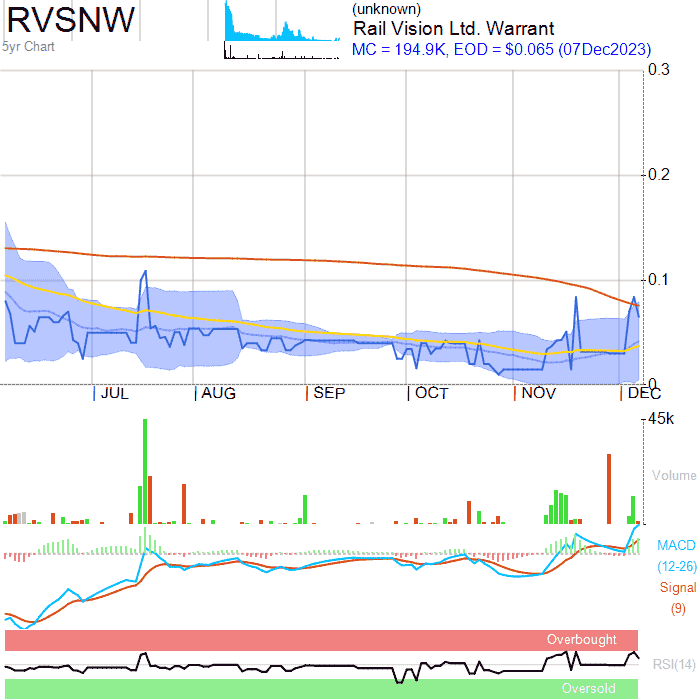 RVSNW
5yr Chart
(unknown)
Rail Vision Ltd. Warrant
MC = 194.9K, EOD = $0.065 (07Dec2023)
0.3
0.2
0.1
0
JUL AUG SEP OCT NOV DEC
45k
Volume
MACD
(12-26)
Signal
(9)
Overbought
RSI(14)
Oversold